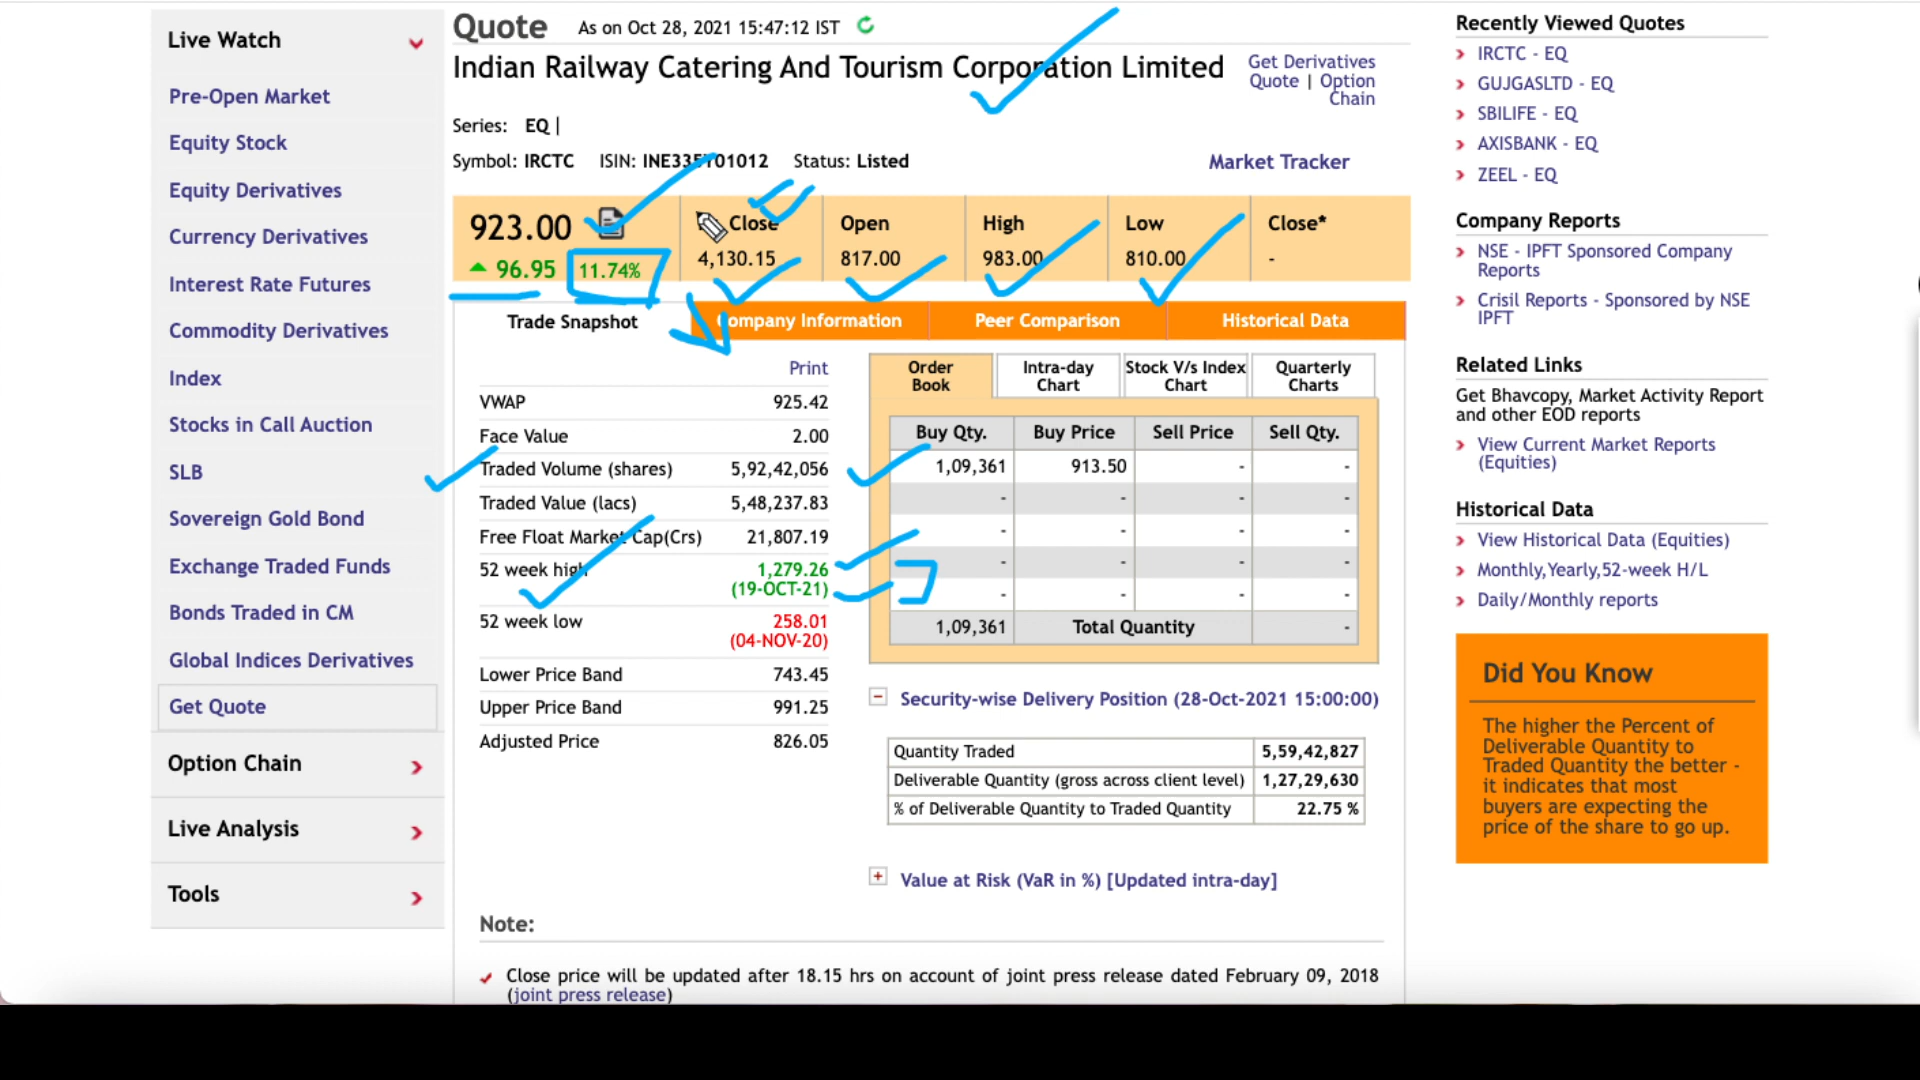 Live Watch
Pre-Open Market
Equity Stock
Equity Derivatives
Currency Derivatives
Interest Rate Futures
Commodity Derivatives
Index
Stocks in Call Auction
SLB
Sovereign Gold Bond
Exchange Traded Funds
Bonds Traded in CM
Global Indices Derivatives
Get Quote
Option Chain
Live Analysis
Tools
Quote As on Oct 28, 2021 15:47:12 IST
Indian Railway Catering And Tourism Corporation Limited
Get Derivatives
Quote | Option
Chain
Series: EQ |
Symbol: IRCTC ISIN: INE335Y01012 Status: Listed
Market Tracker
923.00 Close Open High Low Close*
96.95 11.74% 4,130.15 817.00 983.00 810.00 -
Trade Snapshot Company Information Peer Comparison Historical Data
Print
VWAP 925.42
Face Value 2.00
Traded Volume (shares) 5,92,42,056
Traded Value (lacs) 5,48,237.83
Free Float Market Cap(Crs) 21,807.19
52 week high 1,279.26
(19-OCT-21)
52 week low 258.01
(04-NOV-20)
Lower Price Band 743.45
Upper Price Band 991.25
Adjusted Price 826.05
Order Intra-day Stock V/s Index Quarterly
Book Chart Chart Charts
Buy Qty. Buy Price Sell Price Sell Qty.
1,09,361 913.50 - -
- - - -
- - - -
- - - -
- - - -
1,09,361 Total Quantity -
Security-wise Delivery Position (28-Oct-2021 15:00:00)
Quantity Traded 5,59,42,827
Deliverable Quantity (gross across client level) 1,27,29,630
% of Deliverable Quantity to Traded Quantity 22.75 %
Value at Risk (VaR in %) [Updated intra-day]
Note:
Close price will be updated after 18.15 hrs on account of joint press release dated February 09, 2018
(joint press release)
Recently Viewed Quotes
IRCTC - EQ
GUJGASLTD - EQ
SBILIFE - EQ
AXISBANK - EQ
ZEEL - EQ
Company Reports
NSE - IPFT Sponsored Company
Reports
Crisil Reports - Sponsored by NSE
IPFT
Related Links
Get Bhavcopy, Market Activity Report
and other EOD reports
View Current Market Reports
(Equities)
Historical Data
View Historical Data (Equities)
Monthly,Yearly,52-week H/L
Daily/Monthly reports
Did You Know
The higher the Percent of
Deliverable Quantity to
Traded Quantity the better -
it indicates that most
buyers are expecting the
price of the share to go up.